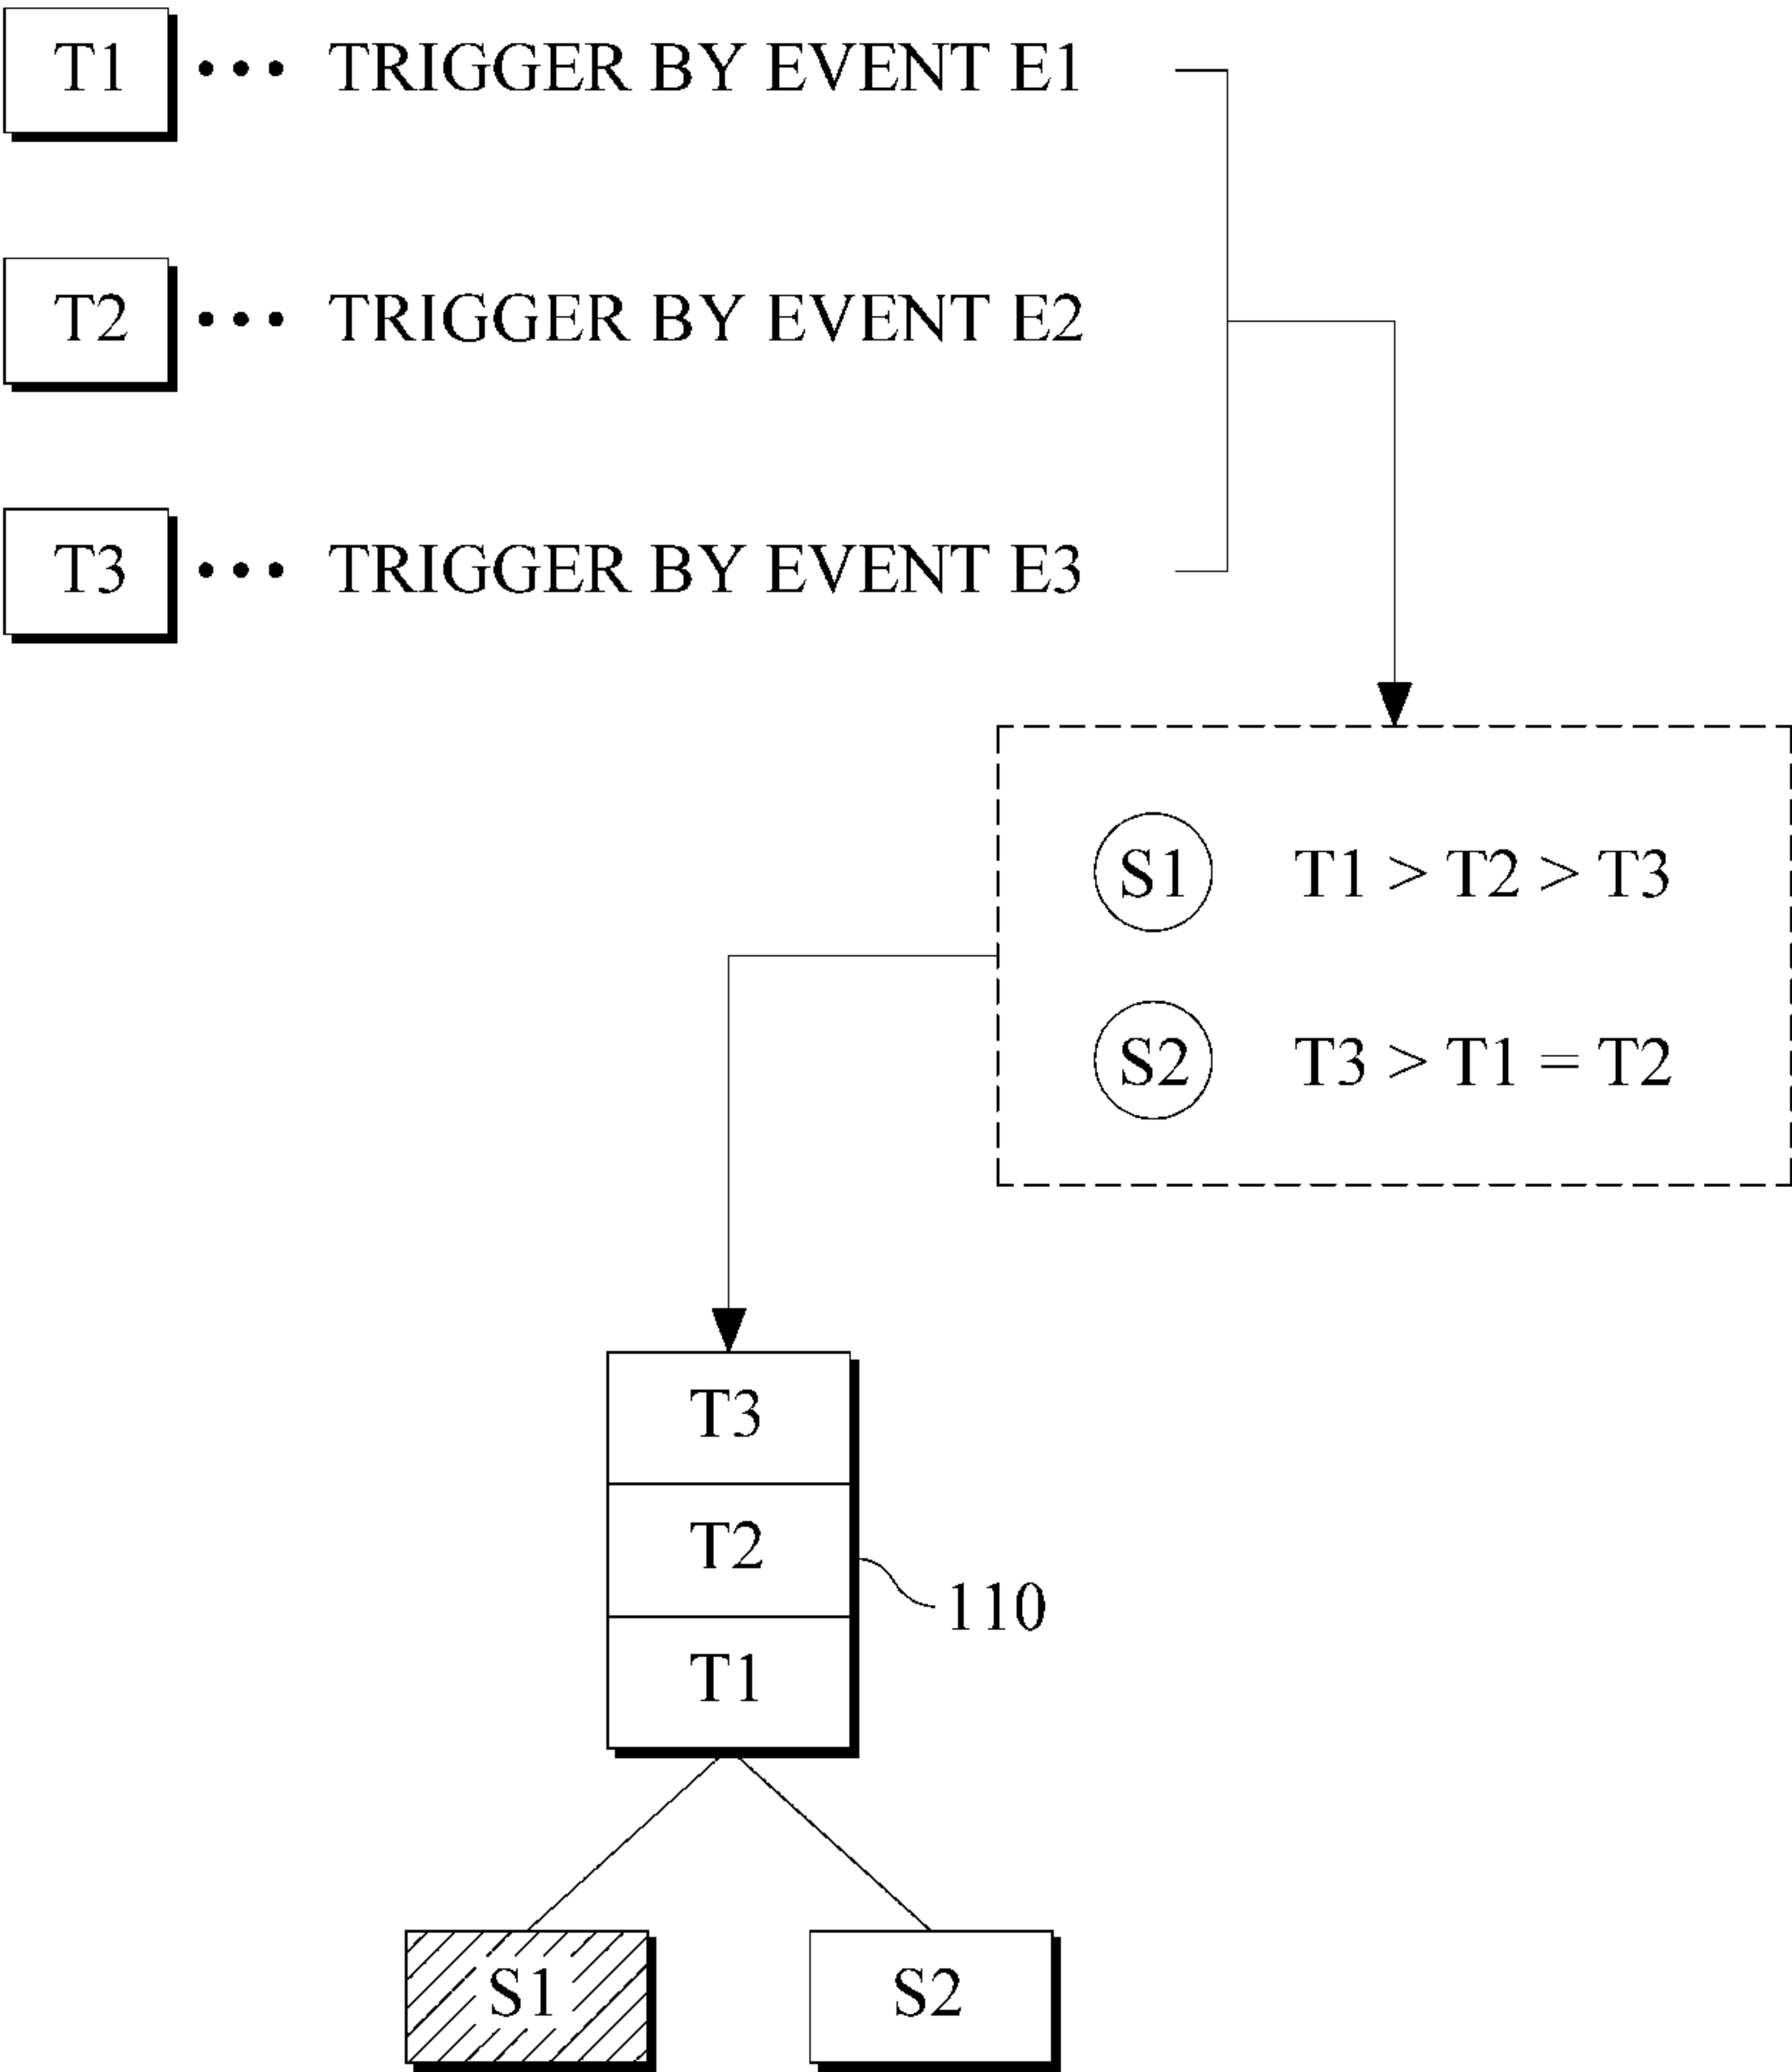 T1 ••• TRIGGER BY EVENT E1
T2 ••• TRIGGER BY EVENT E2
T3 ••• TRIGGER BY EVENT E3
S1 T1 > T2 > T3
S2 T3 > T1 = T2
T3
T2
110
T1
S1 S2